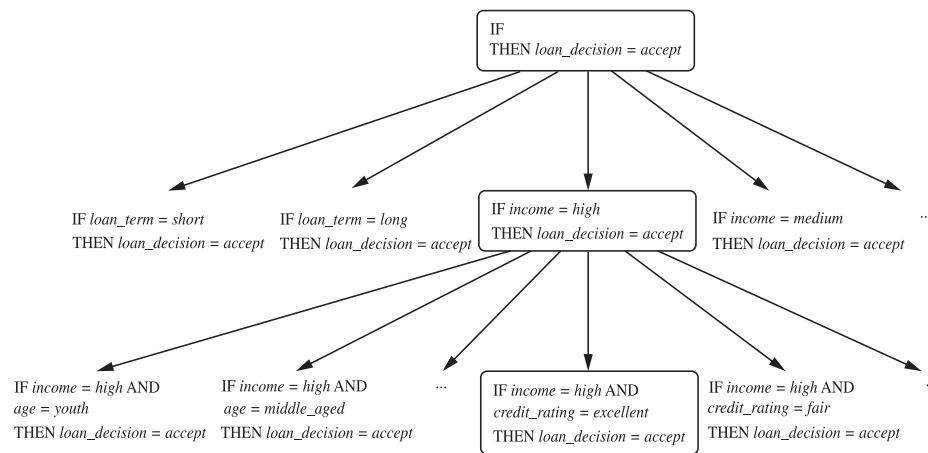 IF
THEN loan_decision = accept
IF loan_term = short
THEN loan_decision = accept
IF loan_term = long
THEN loan_decision = accept
IF income = high
THEN loan_decision = accept
IF income = medium
THEN loan_decision = accept
...
IF income = high AND
age = youth
THEN loan_decision = accept
IF income = high AND
age = middle_aged
THEN loan_decision = accept
...
IF income = high AND
credit_rating = excellent
THEN loan_decision = accept
IF income = high AND
credit_rating = fair
THEN loan_decision = accept